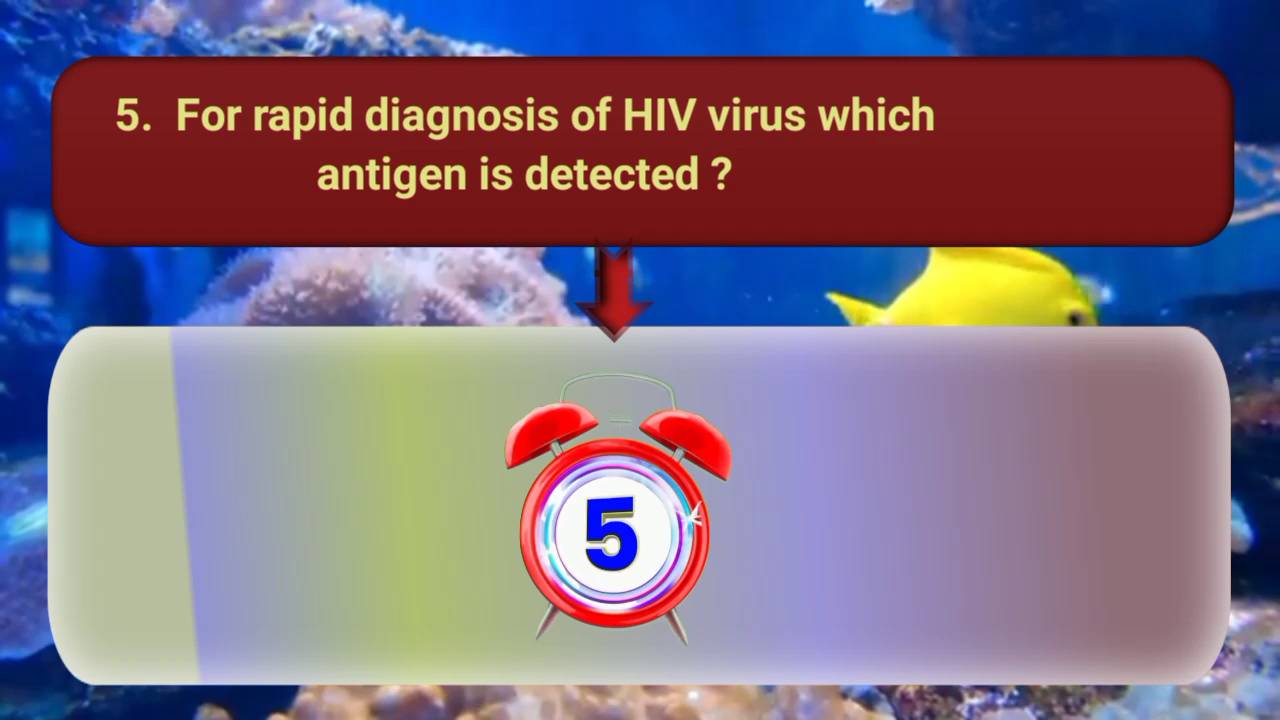 5. For rapid diagnosis of HIV virus which
antigen is detected ?
5